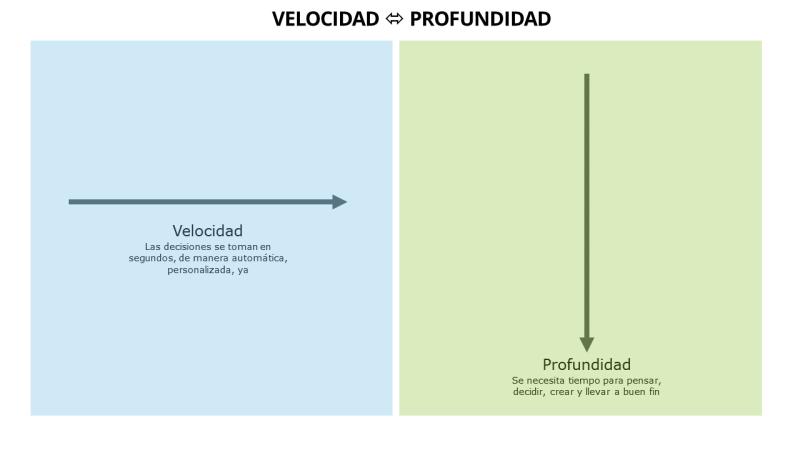 VELOCIDAD ⬄ PROFUNDIDAD
Velocidad
Las decisiones se toman en
segundos, de manera automática,
personalizada, ya
Profundidad
Se necesita tiempo para pensar,
decidir, crear y llevar a buen fin